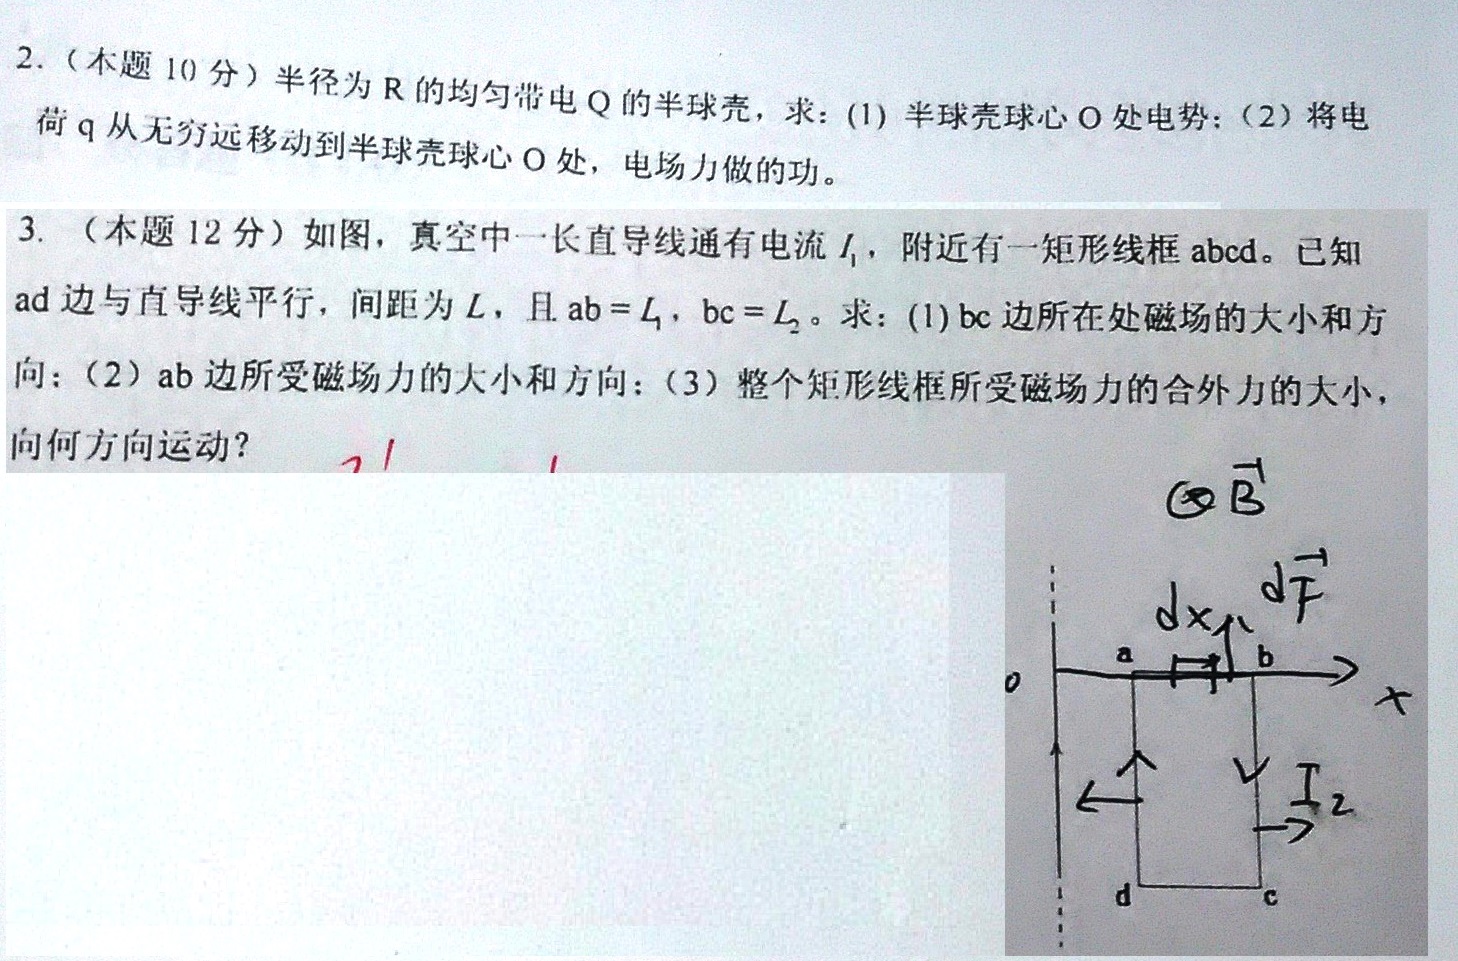 2.（本题 10 分）半径为 R 的均匀带电 Q 的半球壳，求：(1) 半球壳球心 O 处电势；（2）将电
荷 q 从无穷远移动到半球壳球心 O 处，电场力做的功。
3. （本题 12 分）如图，真空中一长直导线通有电流 I₁，附近有一矩形线框 abcd。已知
ad 边与直导线平行，间距为 L，且 ab = L₁，bc = L₂。求：(1) bc 边所在处磁场的大小和方
向；（2）ab 边所受磁场力的大小和方向；（3）整个矩形线框所受磁场力的合外力的大小，
向何方向运动？
⊗ B⃗
dx dF⃗
a b
o x
I₂
d c